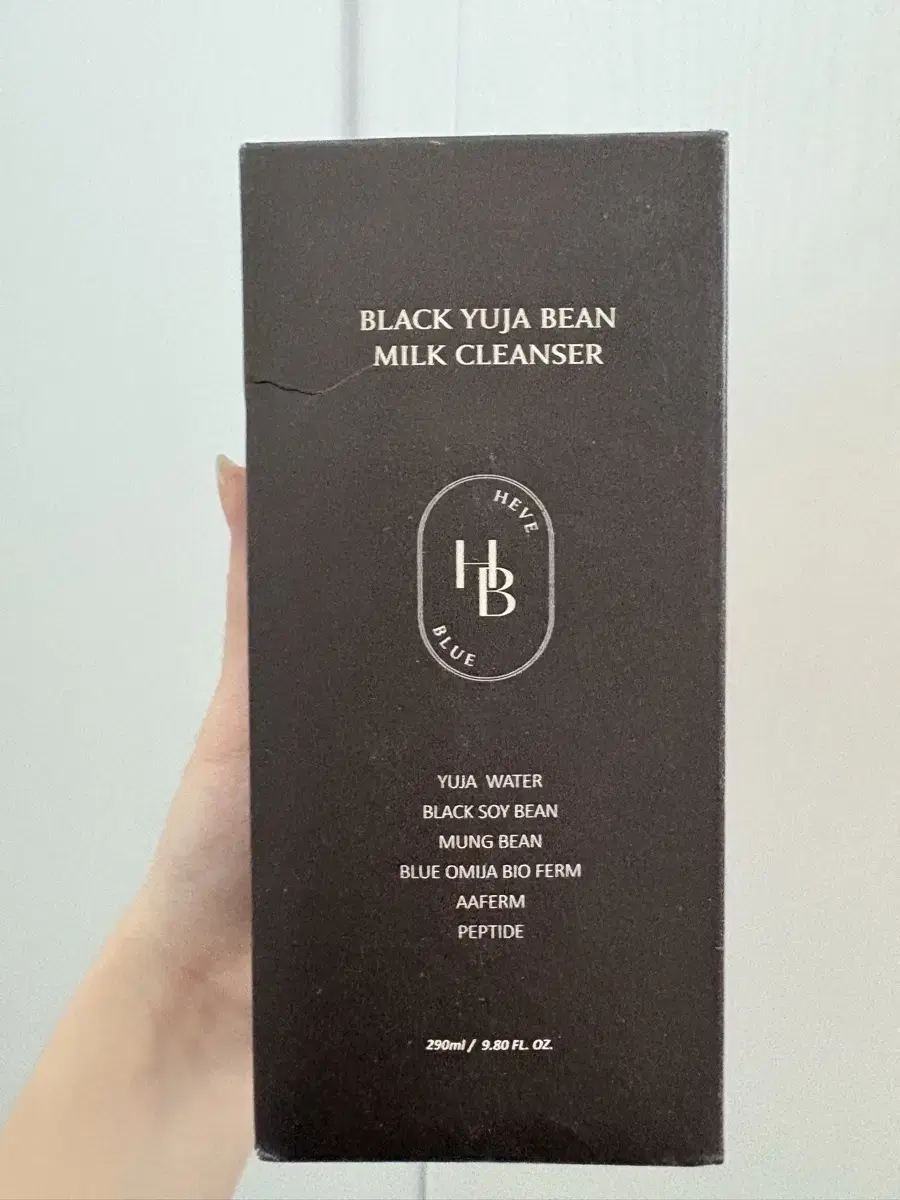 BLACK YUJA BEAN
MILK CLEANSER
HEVE
HB
BLUE
YUJA WATER
BLACK SOY BEAN
MUNG BEAN
BLUE OMIJA BIO FERM
AAFERM
PEPTIDE
290ml / 9.80 FL. OZ.